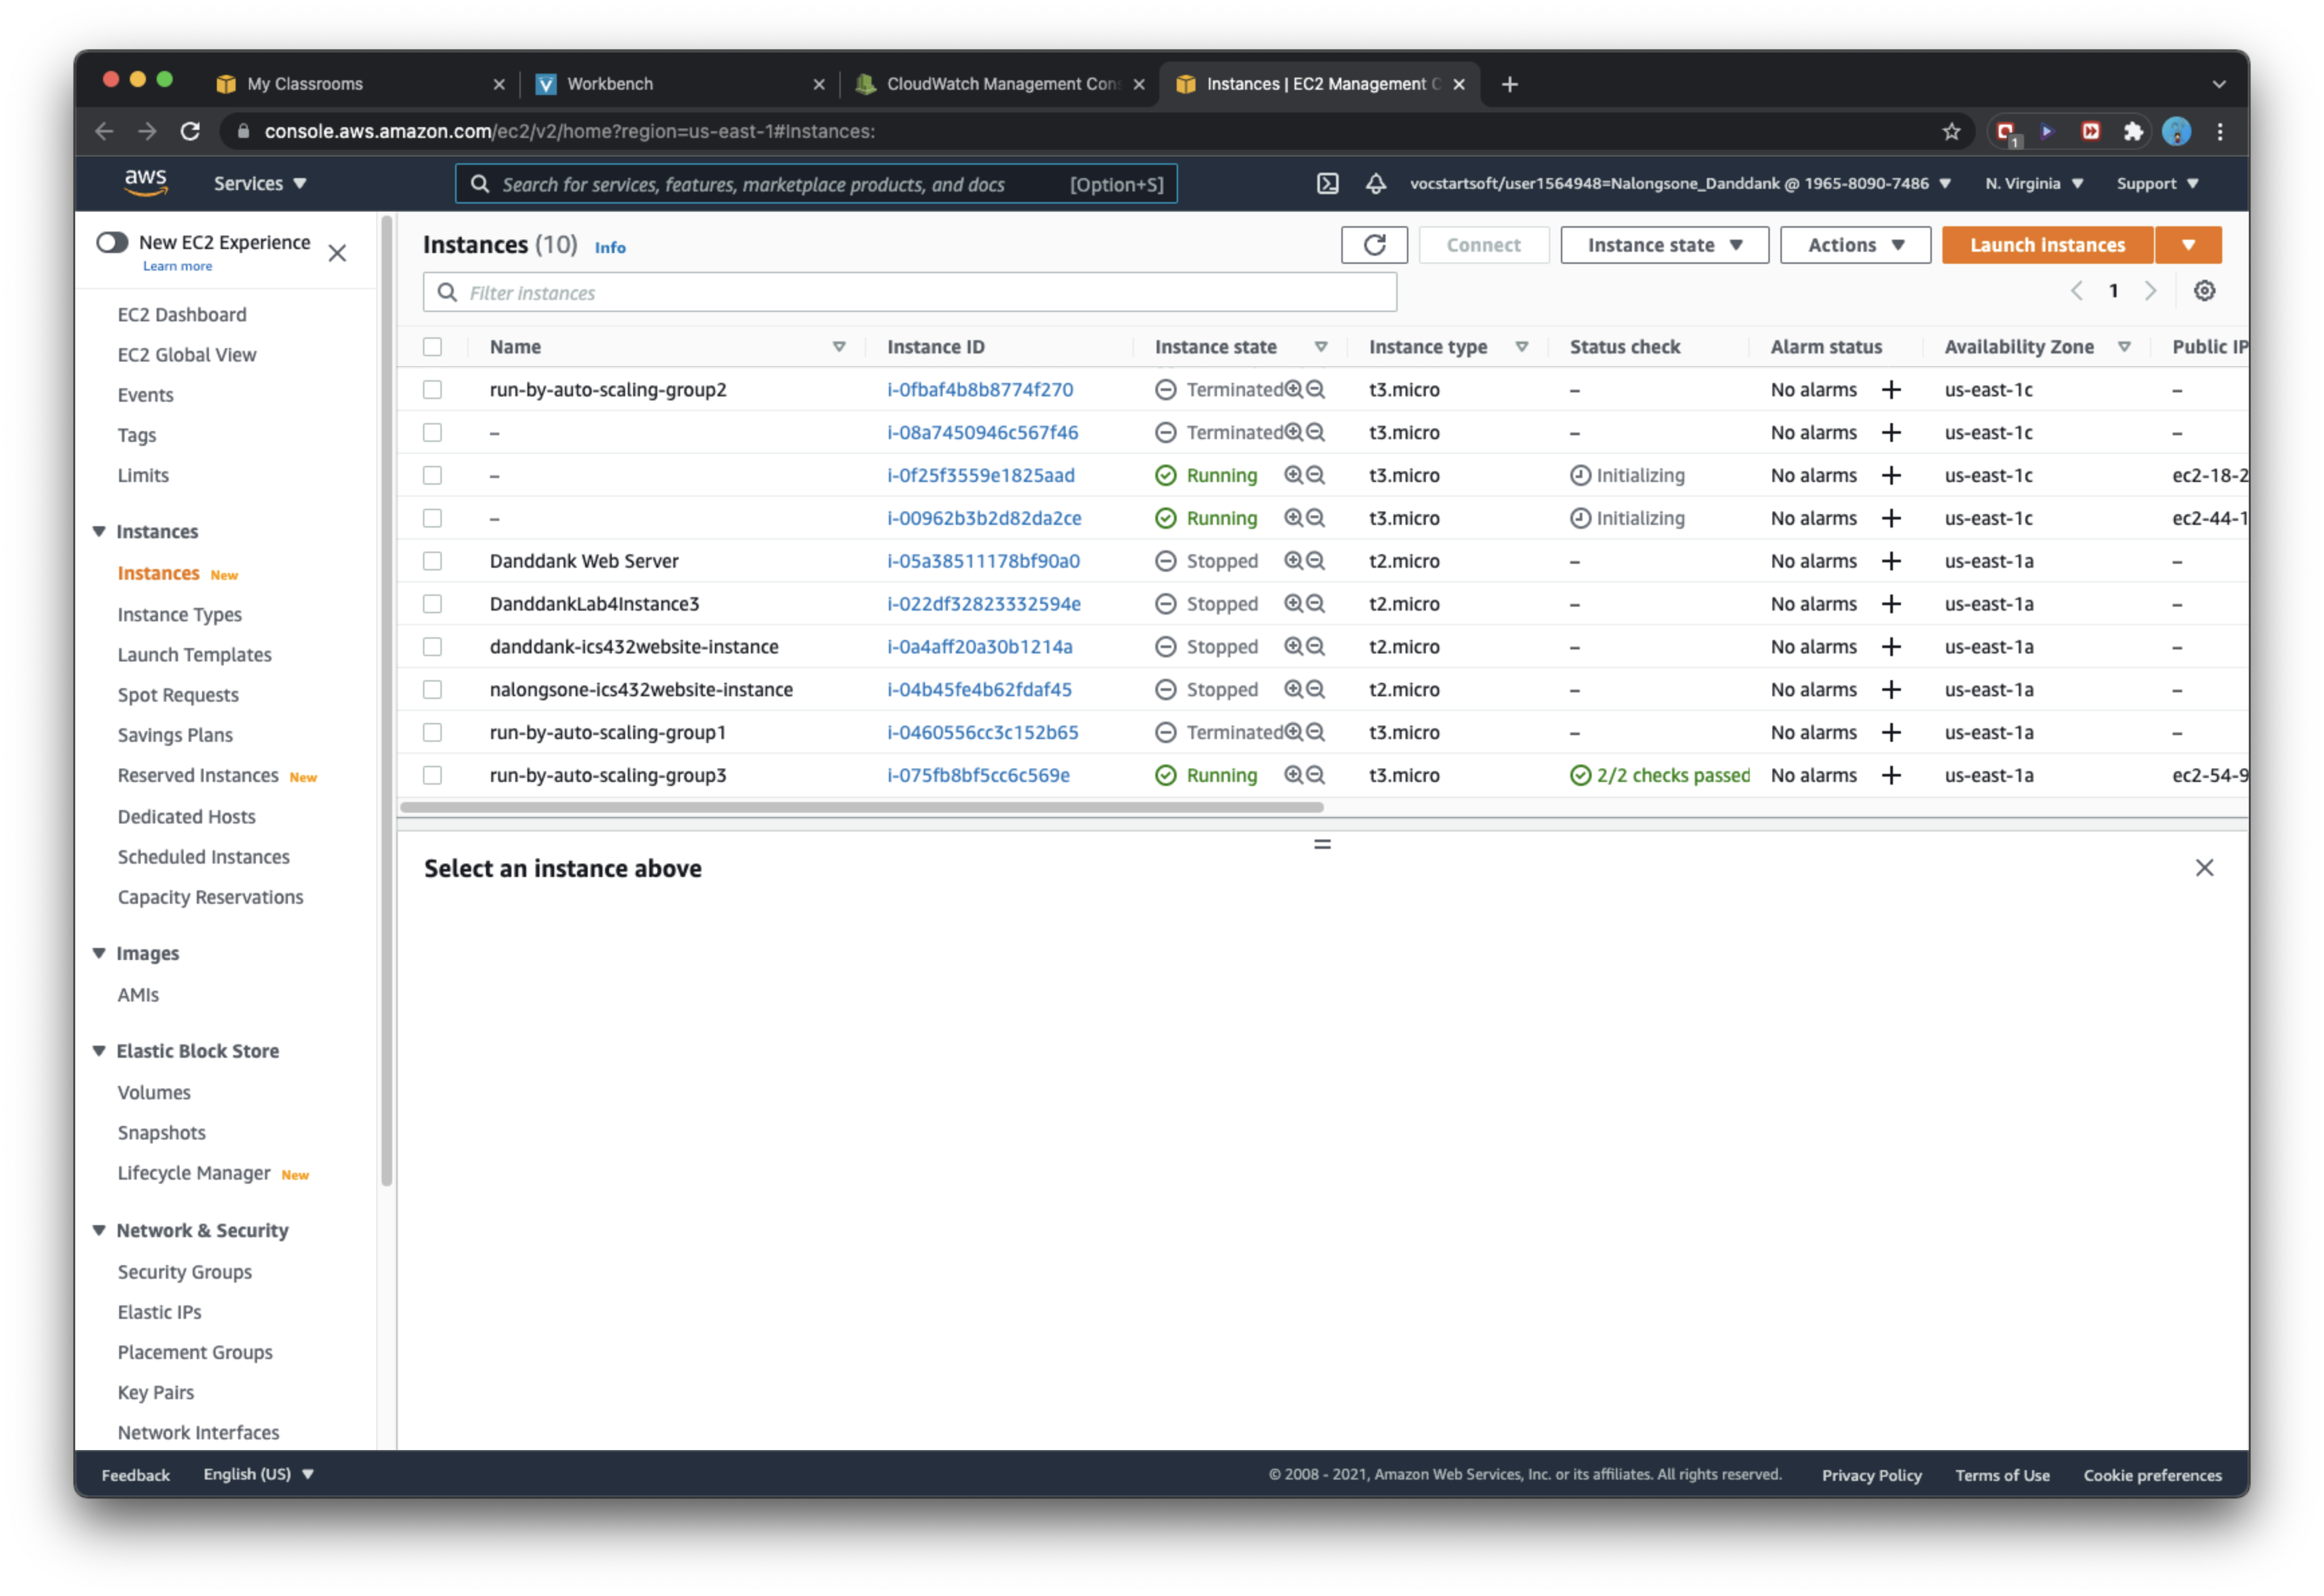 My Classrooms
Workbench
CloudWatch Management Con
Instances | EC2 Management C
console.aws.amazon.com/ec2/v2/home?region=us-east-1#Instances:
1
aws
Services
Search for services, features, marketplace products, and docs [Option+S]
vocstartsoft/user1564948=Nalongsone_Danddank @ 1965-8090-7486
N. Virginia
Support
New EC2 Experience
Learn more
EC2 Dashboard
EC2 Global View
Events
Tags
Limits
Instances
Instances New
Instance Types
Launch Templates
Spot Requests
Savings Plans
Reserved Instances New
Dedicated Hosts
Scheduled Instances
Capacity Reservations
Images
AMIs
Elastic Block Store
Volumes
Snapshots
Lifecycle Manager New
Network & Security
Security Groups
Elastic IPs
Placement Groups
Key Pairs
Network Interfaces
Instances (10) Info
Connect
Instance state
Actions
Launch instances
Filter instances
1
Name Instance ID Instance state Instance type Status check Alarm status Availability Zone Public IP
run-by-auto-scaling-group2 i-0fbaf4b8b8774f270 Terminated t3.micro – No alarms + us-east-1c –
– i-08a7450946c567f46 Terminated t3.micro – No alarms + us-east-1c –
– i-0f25f3559e1825aad Running t3.micro Initializing No alarms + us-east-1c ec2-18-2
– i-00962b3b2d82da2ce Running t3.micro Initializing No alarms + us-east-1c ec2-44-1
Danddank Web Server i-05a38511178bf90a0 Stopped t2.micro – No alarms + us-east-1a –
DanddankLab4Instance3 i-022df32823332594e Stopped t2.micro – No alarms + us-east-1a –
danddank-ics432website-instance i-0a4aff20a30b1214a Stopped t2.micro – No alarms + us-east-1a –
nalongsone-ics432website-instance i-04b45fe4b62fdaf45 Stopped t2.micro – No alarms + us-east-1a –
run-by-auto-scaling-group1 i-0460556cc3c152b65 Terminated t3.micro – No alarms + us-east-1a –
run-by-auto-scaling-group3 i-075fb8bf5cc6c569e Running t3.micro 2/2 checks passed No alarms + us-east-1a ec2-54-9
Select an instance above
Feedback
English (US)
© 2008 - 2021, Amazon Web Services, Inc. or its affiliates. All rights reserved.
Privacy Policy
Terms of Use
Cookie preferences